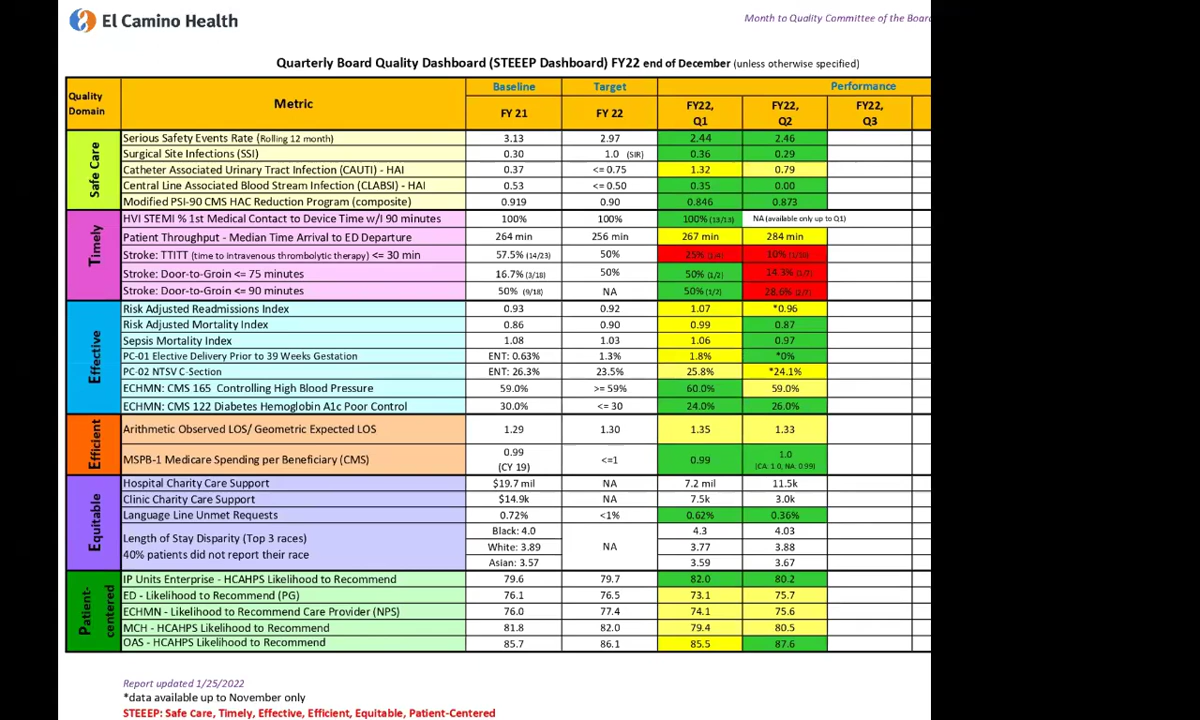 El Camino Health
Month to Quality Committee of the Boar
Quarterly Board Quality Dashboard (STEEEP Dashboard) FY22 end of December (unless otherwise specified)
Quality Domain Metric Baseline Target Performance
FY 21 FY 22 FY22, Q1 FY22, Q2 FY22, Q3
Safe Care
Serious Safety Events Rate (Rolling 12 month) 3.13 2.97 2.44 2.46
Surgical Site Infections (SSI) 0.30 1.0 (SIR) 0.36 0.29
Catheter Associated Urinary Tract Infection (CAUTI) - HAI 0.37 <= 0.75 1.32 0.79
Central Line Associated Blood Stream Infection (CLABSI) - HAI 0.53 <= 0.50 0.35 0.00
Modified PSI-90 CMS HAC Reduction Program (composite) 0.919 0.90 0.846 0.873
Timely
HVI STEMI % 1st Medical Contact to Device Time w/I 90 minutes 100% 100% 100% (13/13) NA (available only up to Q1)
Patient Throughput - Median Time Arrival to ED Departure 264 min 256 min 267 min 284 min
Stroke: TTITT (time to intravenous thrombolytic therapy) <= 30 min 57.5% (14/23) 50% 25% (1/4) 10% (1/10)
Stroke: Door-to-Groin <= 75 minutes 16.7% (3/18) 50% 50% (1/2) 14.3% (1/7)
Stroke: Door-to-Groin <= 90 minutes 50% (9/18) NA 50% (1/2) 28.6% (2/7)
Effective
Risk Adjusted Readmissions Index 0.93 0.92 1.07 *0.96
Risk Adjusted Mortality Index 0.86 0.90 0.99 0.87
Sepsis Mortality Index 1.08 1.03 1.06 0.97
PC-01 Elective Delivery Prior to 39 Weeks Gestation ENT: 0.63% 1.3% 1.8% *0%
PC-02 NTSV C-Section ENT: 26.3% 23.5% 25.8% *24.1%
ECHMN: CMS 165 Controlling High Blood Pressure 59.0% >= 59% 60.0% 59.0%
ECHMN: CMS 122 Diabetes Hemoglobin A1c Poor Control 30.0% <= 30 24.0% 26.0%
Efficient
Arithmetic Observed LOS/ Geometric Expected LOS 1.29 1.30 1.35 1.33
MSPB-1 Medicare Spending per Beneficiary (CMS) 0.99 (CY 19) <=1 0.99 1.0 (CA: 1.0, NA: 0.99)
Equitable
Hospital Charity Care Support $19.7 mil NA 7.2 mil 11.5k
Clinic Charity Care Support $14.9k NA 7.5k 3.0k
Language Line Unmet Requests 0.72% <1% 0.62% 0.36%
Length of Stay Disparity (Top 3 races) Black: 4.0 4.3 4.03
40% patients did not report their race White: 3.89 NA 3.77 3.88
Asian: 3.57 3.59 3.67
Patient-centered
IP Units Enterprise - HCAHPS Likelihood to Recommend 79.6 79.7 82.0 80.2
ED - Likelihood to Recommend (PG) 76.1 76.5 73.1 75.7
ECHMN - Likelihood to Recommend Care Provider (NPS) 76.0 77.4 74.1 75.6
MCH - HCAHPS Likelihood to Recommend 81.8 82.0 79.4 80.5
OAS - HCAHPS Likelihood to Recommend 85.7 86.1 85.5 87.6
Report updated 1/25/2022
*data available up to November only
STEEEP: Safe Care, Timely, Effective, Efficient, Equitable, Patient-Centered